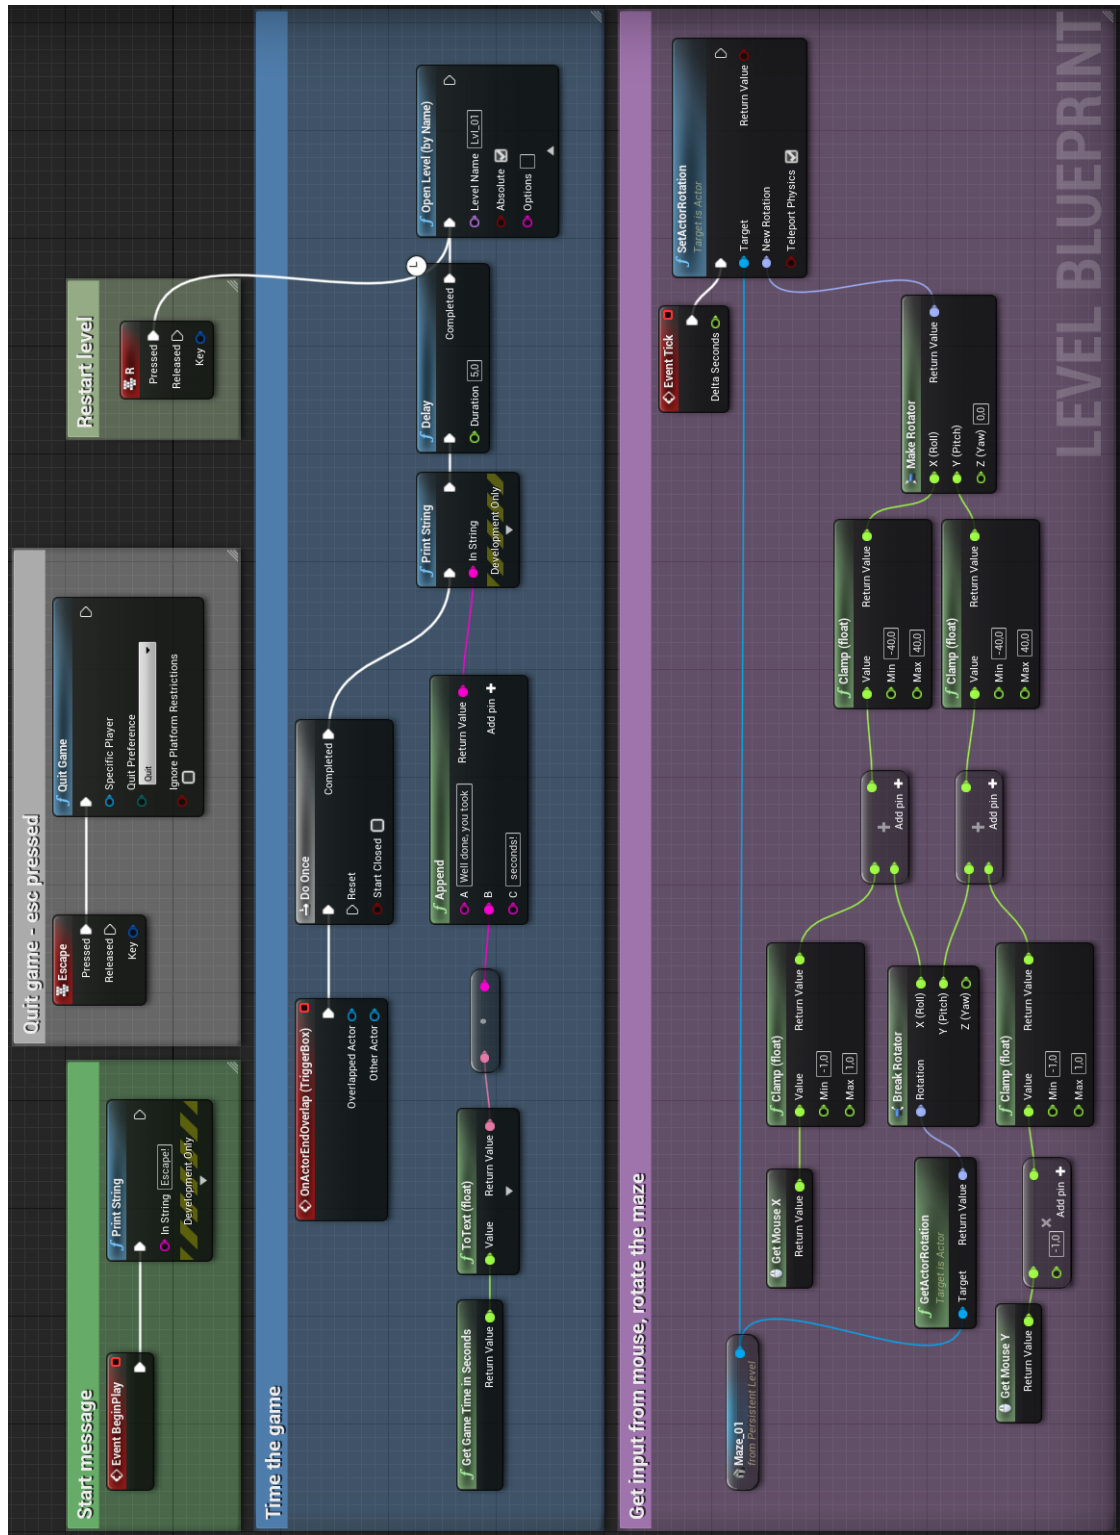 Start message
Event BeginPlay
Print String
In String Escape!
Development Only
Quit game - esc pressed
Escape
Pressed
Released
Key
Quit Game
Specific Player
Quit Preference
Quit
Ignore Platform Restrictions
Restart level
R
Pressed
Released
Key
Time the game
OnActorEndOverlap (TriggerBox)
Overlapped Actor
Other Actor
Do Once
Completed
Reset
Start Closed
Get Game Time in Seconds
Return Value
ToText (float)
Value Return Value
Append
A Well done, you took Return Value
B
C seconds! Add pin +
Print String
In String
Development Only
Delay
Completed
Duration 5,0
Open Level (by Name)
Level Name Lvl_01
Absolute
Options
Get input from mouse, rotate the maze
Maze_01
from Persistent Level
Get Mouse X
Return Value
Clamp (float)
Value Return Value
Min -1,0
Max 1,0
GetActorRotation
Target is Actor
Target Return Value
Break Rotator
Rotation X (Roll)
Y (Pitch)
Z (Yaw)
Get Mouse Y
Return Value
×
-1,0 Add pin +
Clamp (float)
Value Return Value
Min -1,0
Max 1,0
+
Add pin +
+
Add pin +
Clamp (float)
Value Return Value
Min -40,0
Max 40,0
Clamp (float)
Value Return Value
Min -40,0
Max 40,0
Make Rotator
X (Roll) Return Value
Y (Pitch)
Z (Yaw) 0,0
Event Tick
Delta Seconds
SetActorRotation
Target is Actor
Target Return Value
New Rotation
Teleport Physics
LEVEL BLUEPRINT